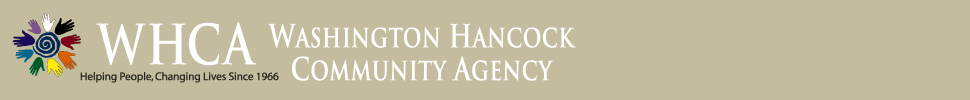 WHCA
Helping People, Changing Lives Since 1966
Washington Hancock
Community Agency